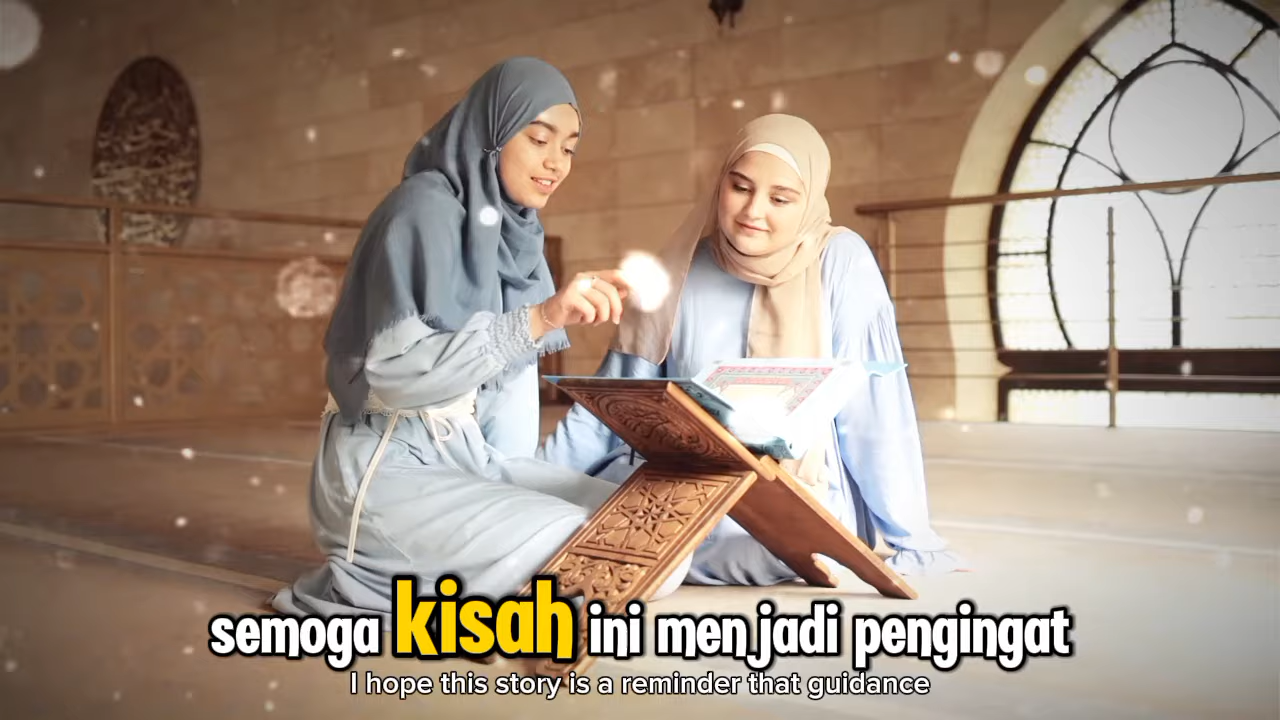 semoga kisah ini menjadi pengingat
I hope this story is a reminder that guidance